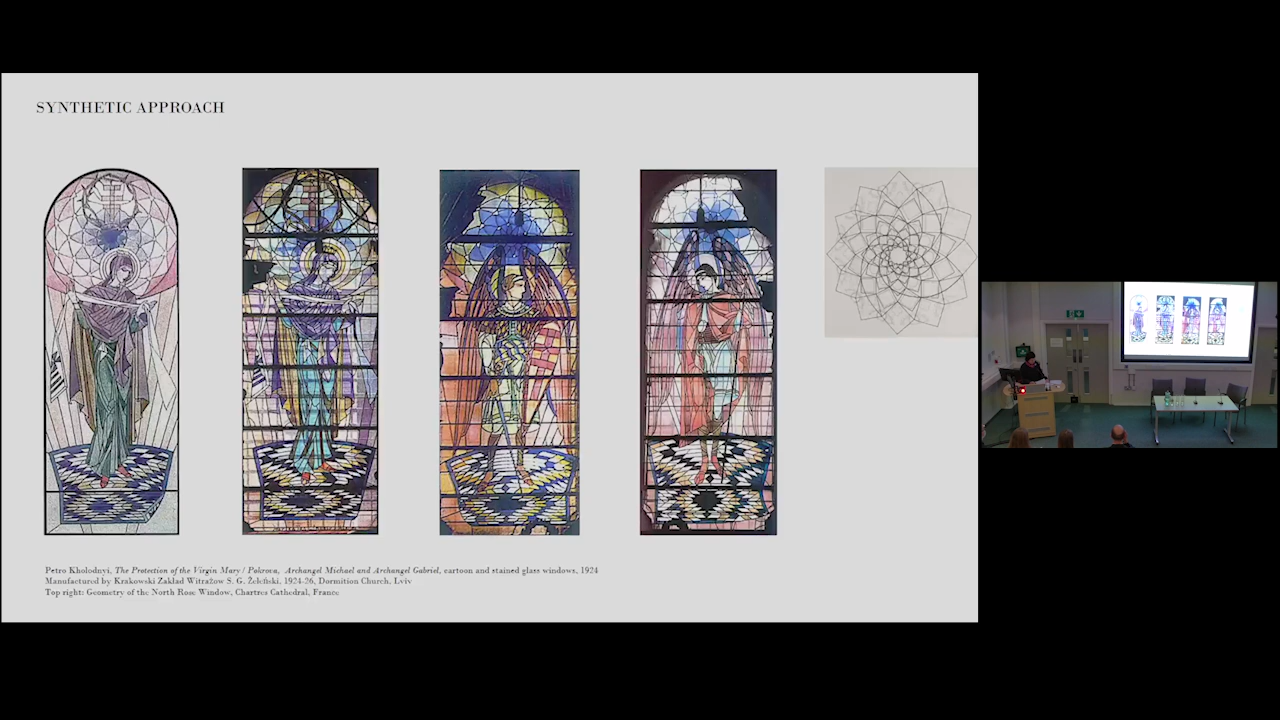 SYNTHETIC APPROACH
Petro Kholodnyi, The Protection of the Virgin Mary / Pokrova, Archangel Michael and Archangel Gabriel, cartoon and stained glass windows, 1924
Manufactured by Krakowski Zakład Witrażow S. G. Żeleński, 1924-26, Dormition Church, Lviv
Top right: Geometry of the North Rose Window, Chartres Cathedral, France